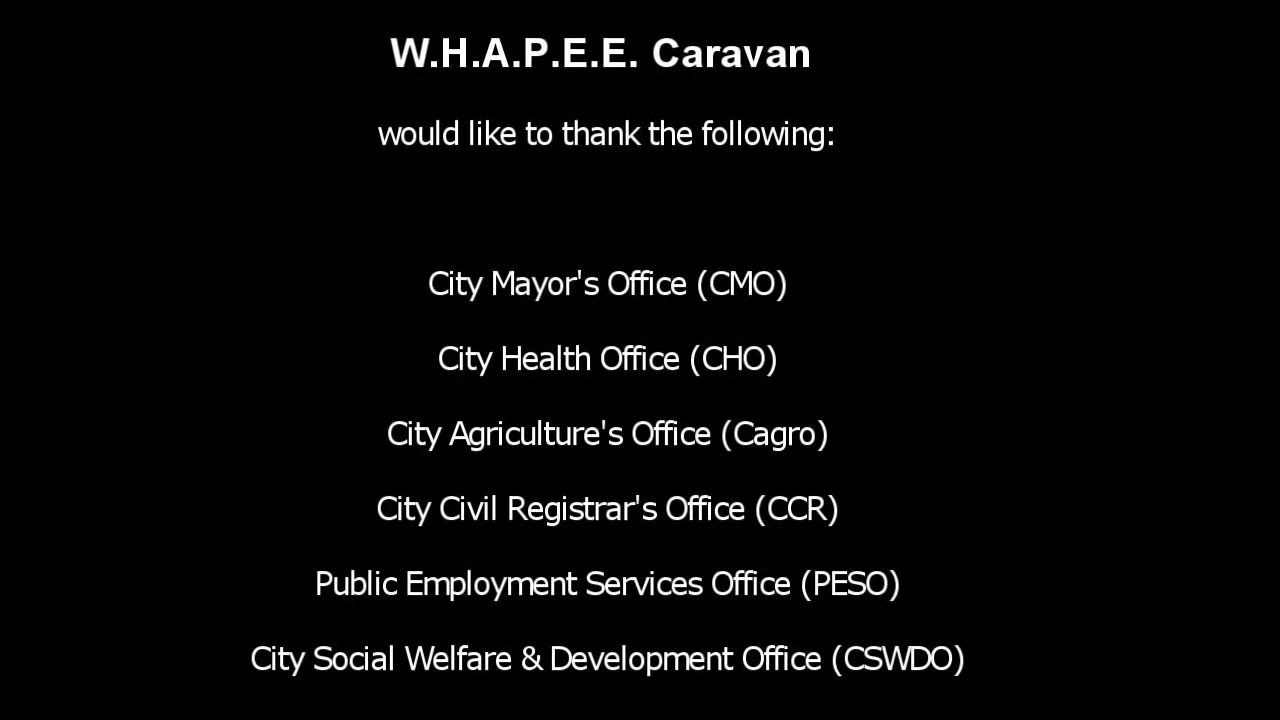 W.H.A.P.E.E. Caravan
would like to thank the following:
City Mayor's Office (CMO)
City Health Office (CHO)
City Agriculture's Office (Cagro)
City Civil Registrar's Office (CCR)
Public Employment Services Office (PESO)
City Social Welfare & Development Office (CSWDO)